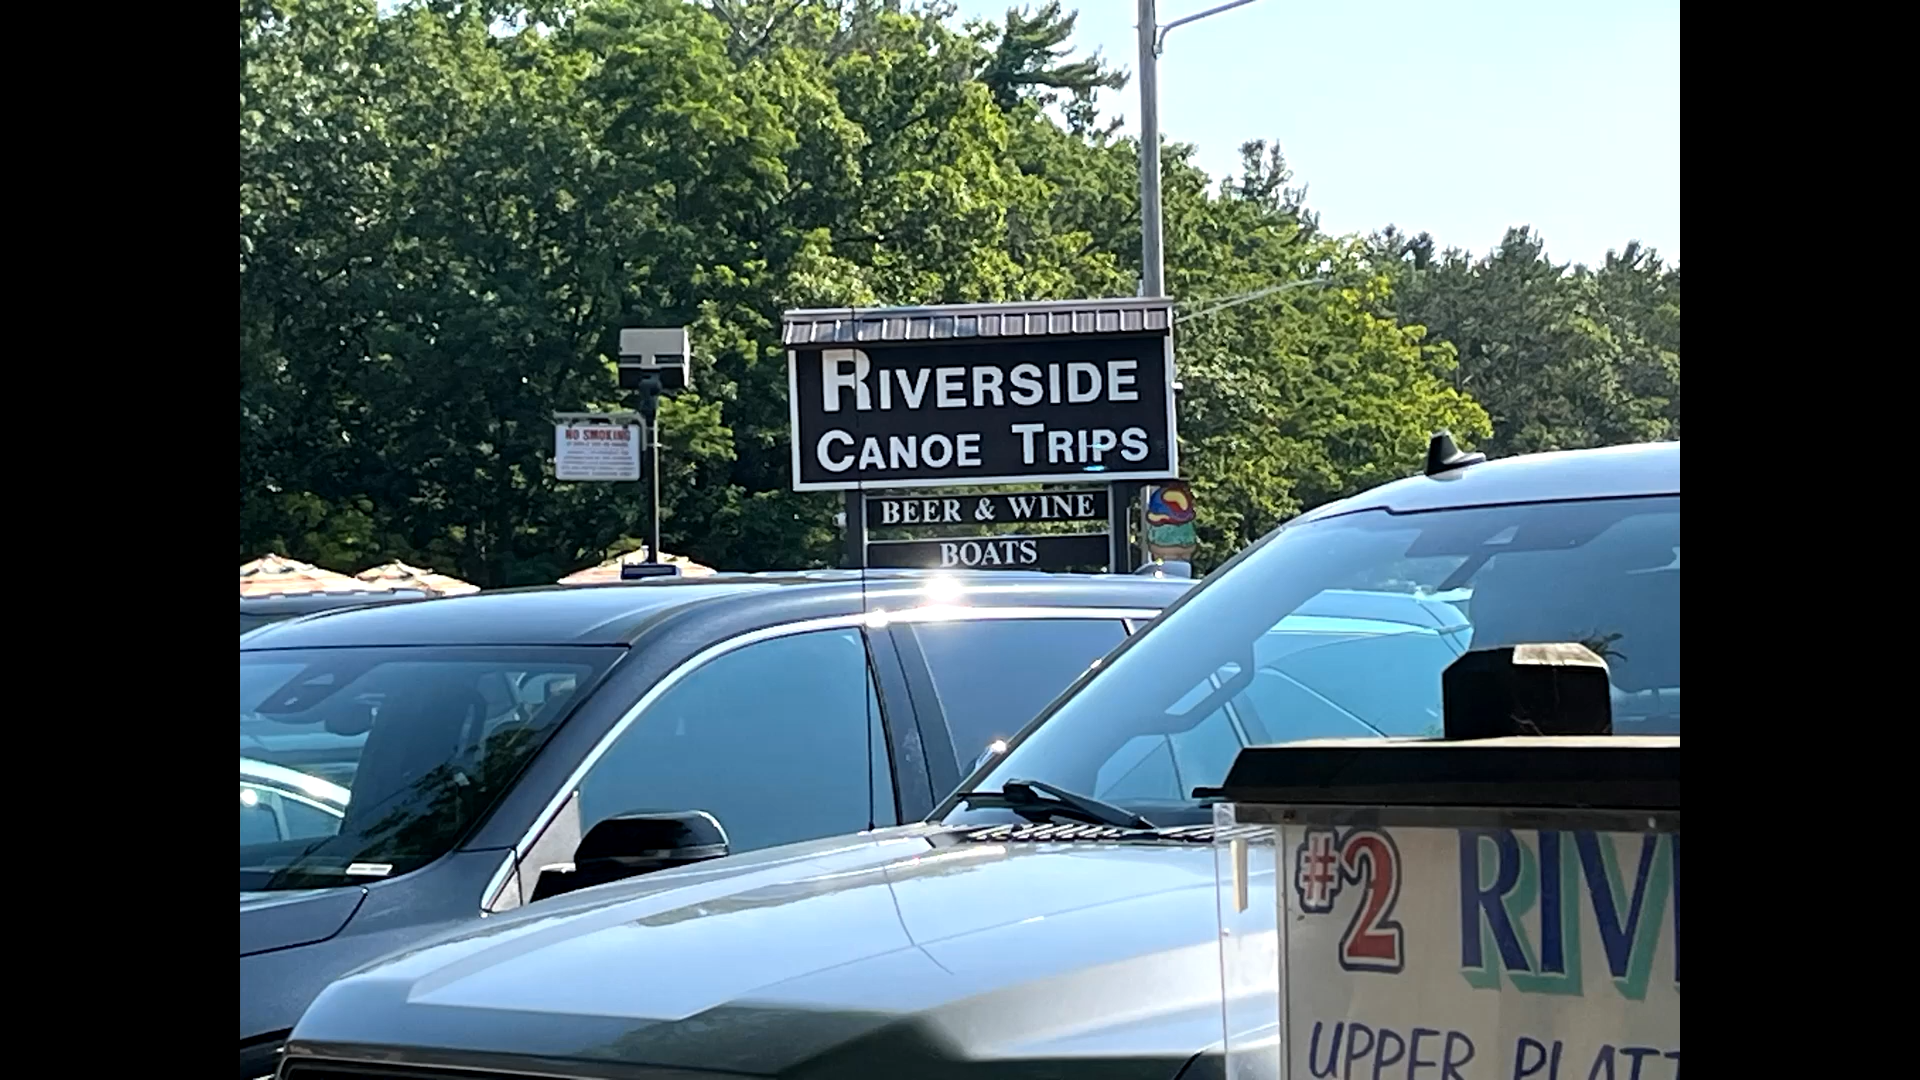 RIVERSIDE
CANOE TRIPS
BEER & WINE
BOATS
NO SMOKING
#2 RIV
UPPER PLATT